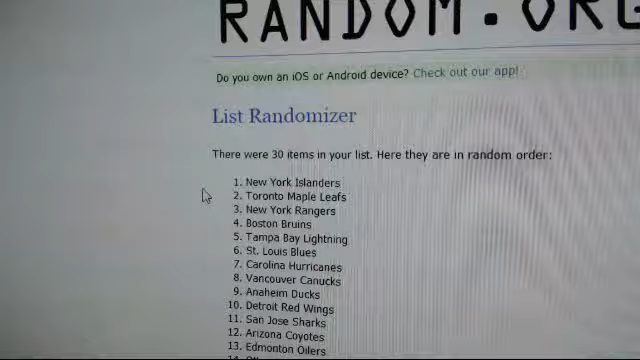 RANDOM.ORG
Do you own an iOS or Android device? Check out our app!
List Randomizer
There were 30 items in your list. Here they are in random order:
1. New York Islanders
2. Toronto Maple Leafs
3. New York Rangers
4. Boston Bruins
5. Tampa Bay Lightning
6. St. Louis Blues
7. Carolina Hurricanes
8. Vancouver Canucks
9. Anaheim Ducks
10. Detroit Red Wings
11. San Jose Sharks
12. Arizona Coyotes
13. Edmonton Oilers